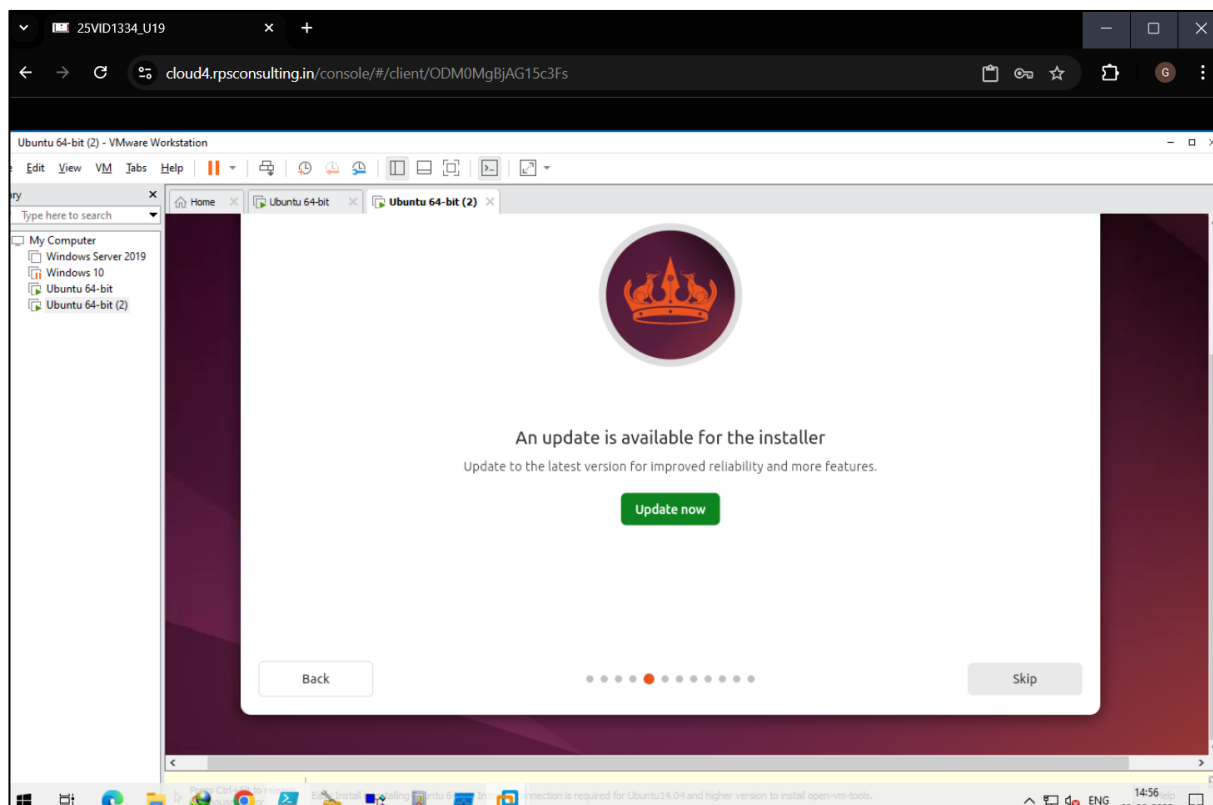 25VID1334_U19
cloud4.rpsconsulting.in/console/#/client/ODM0MgBjAG15c3Fs
G
Ubuntu 64-bit (2) - VMware Workstation
Edit View VM Tabs Help
Type here to search
Home Ubuntu 64-bit Ubuntu 64-bit (2)
My Computer
Windows Server 2019
Windows 10
Ubuntu 64-bit
Ubuntu 64-bit (2)
An update is available for the installer
Update to the latest version for improved reliability and more features.
Update now
Back
Skip
nnection is required for Ubuntu14.04 and higher version to install open-vm-tools.
ENG
14:56